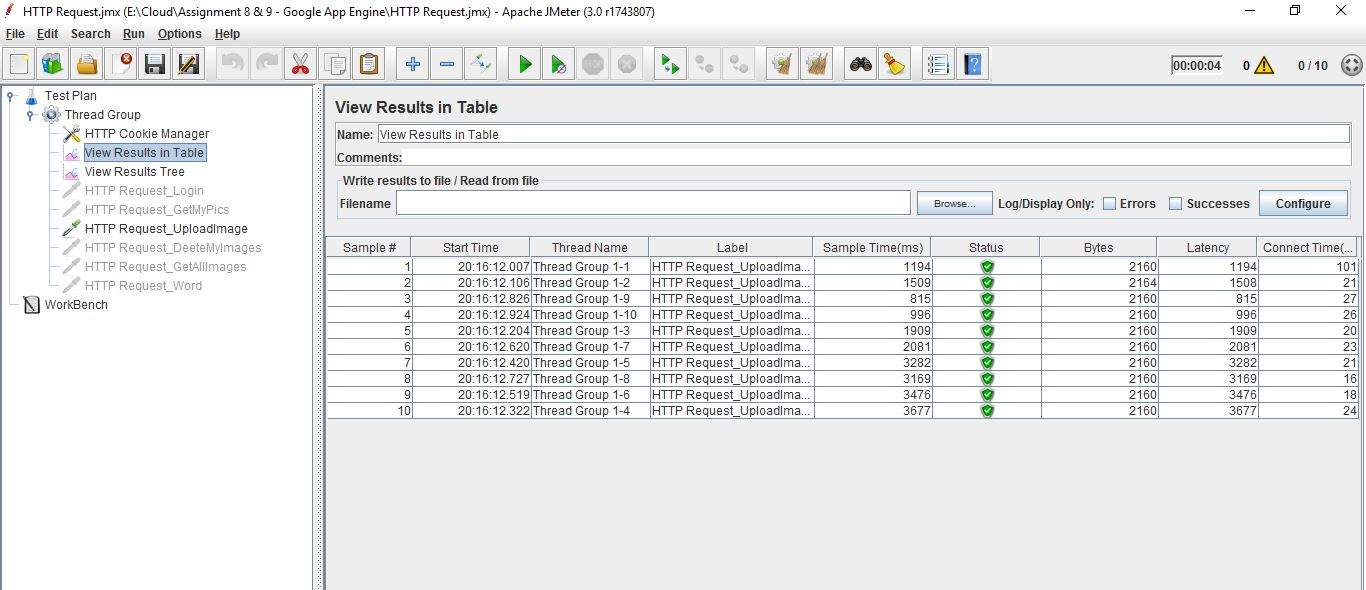 HTTP Request.jmx (E:\Cloud\Assignment 8 & 9 - Google App Engine\HTTP Request.jmx) - Apache JMeter (3.0 r1743807)
File Edit Search Run Options Help
STOP 00:00:04 0 0 / 10
Test Plan
Thread Group
HTTP Cookie Manager
View Results in Table
View Results Tree
HTTP Request_Login
HTTP Request_GetMyPics
HTTP Request_UploadImage
HTTP Request_DeeteMyImages
HTTP Request_GetAllImages
HTTP Request_Word
WorkBench
View Results in Table
Name: View Results in Table
Comments:
Write results to file / Read from file
Filename Browse... Log/Display Only: Errors Successes Configure
Sample # Start Time Thread Name Label Sample Time(ms) Status Bytes Latency Connect Time(...
1 20:16:12.007 Thread Group 1-1 HTTP Request_UploadIma... 1194 2160 1194 101
2 20:16:12.106 Thread Group 1-2 HTTP Request_UploadIma... 1509 2164 1508 21
3 20:16:12.826 Thread Group 1-9 HTTP Request_UploadIma... 815 2160 815 27
4 20:16:12.924 Thread Group 1-10 HTTP Request_UploadIma... 996 2160 996 26
5 20:16:12.204 Thread Group 1-3 HTTP Request_UploadIma... 1909 2160 1909 20
6 20:16:12.620 Thread Group 1-7 HTTP Request_UploadIma... 2081 2160 2081 23
7 20:16:12.420 Thread Group 1-5 HTTP Request_UploadIma... 3282 2160 3282 21
8 20:16:12.727 Thread Group 1-8 HTTP Request_UploadIma... 3169 2160 3169 16
9 20:16:12.519 Thread Group 1-6 HTTP Request_UploadIma... 3476 2160 3476 18
10 20:16:12.322 Thread Group 1-4 HTTP Request_UploadIma... 3677 2160 3677 24